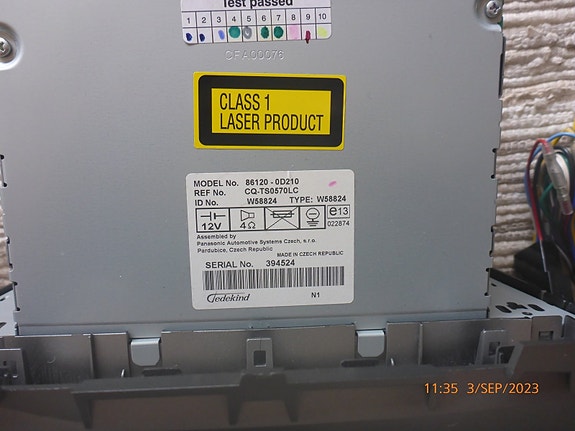 Test passed
1 2 3 4 5 6 7 8 9 10
CFA00076
CLASS 1
LASER PRODUCT
MODEL No. 86120 - 0D210
REF No. CQ-TS0570LC
ID No. W58824 TYPE: W58824
12V 4Ω e13
022874
Assembled by
Panasonic Automotive Systems Czech, s.r.o.
Pardubice, Czech Republic
MADE IN CZECH REPUBLIC
SERIAL No. 394524
Tedekind N1
11:35 3/SEP/2023